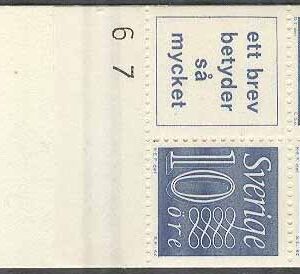 6 7
ett brev
betyder
så
mycket
Sverige
10
öre